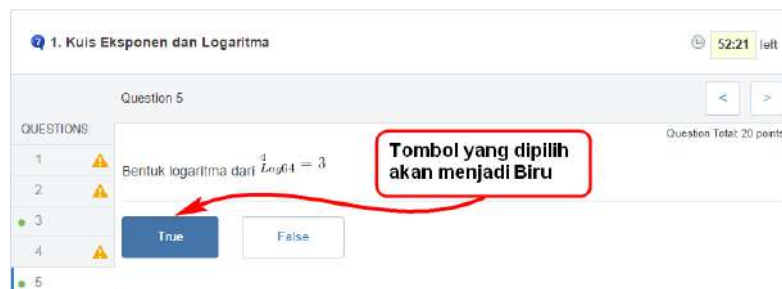 1. Kuis Eksponen dan Logaritma
52:21 left
Question 5
< >
QUESTIONS
Question Total: 20 points
1
2
3
4
5
Bentuk logaritma dari ⁴Log64 = 3
Tombol yang dipilih
akan menjadi Biru
True
False